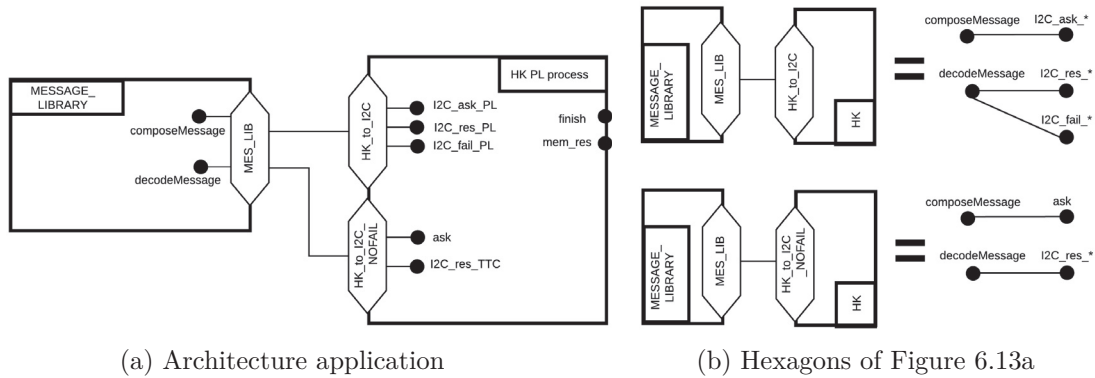 MESSAGE_
LIBRARY
composeMessage
decodeMessage
MES_LIB
HK_to_I2C
HK PL process
I2C_ask_PL
I2C_res_PL
I2C_fail_PL
finish
mem_res
HK_to_I2C_
NOFAIL
ask
I2C_res_TTC
(a) Architecture application
MESSAGE_
LIBRARY
MES_LIB
HK_to_I2C
HK
=
composeMessage I2C_ask_*
decodeMessage I2C_res_*
I2C_fail_*
MESSAGE_
LIBRARY
MES_LIB
HK_to_I2C
_NOFAIL
HK
=
composeMessage ask
decodeMessage I2C_res_*
(b) Hexagons of Figure 6.13a